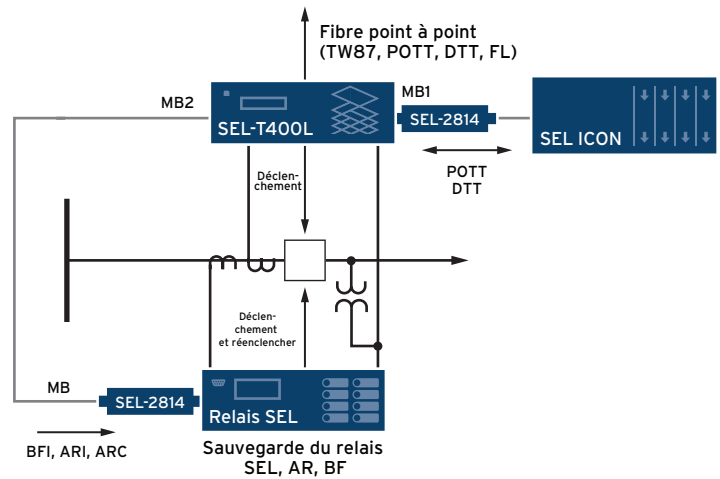 Fibre point à point
(TW87, POTT, DTT, FL)
MB2
MB1
SEL-T400L
SEL-2814
SEL ICON
POTT
DTT
Déclen-
chement
Déclen-
chement
et réenclencher
MB
SEL-2814
Relais SEL
BFI, ARI, ARC
Sauvegarde du relais
SEL, AR, BF